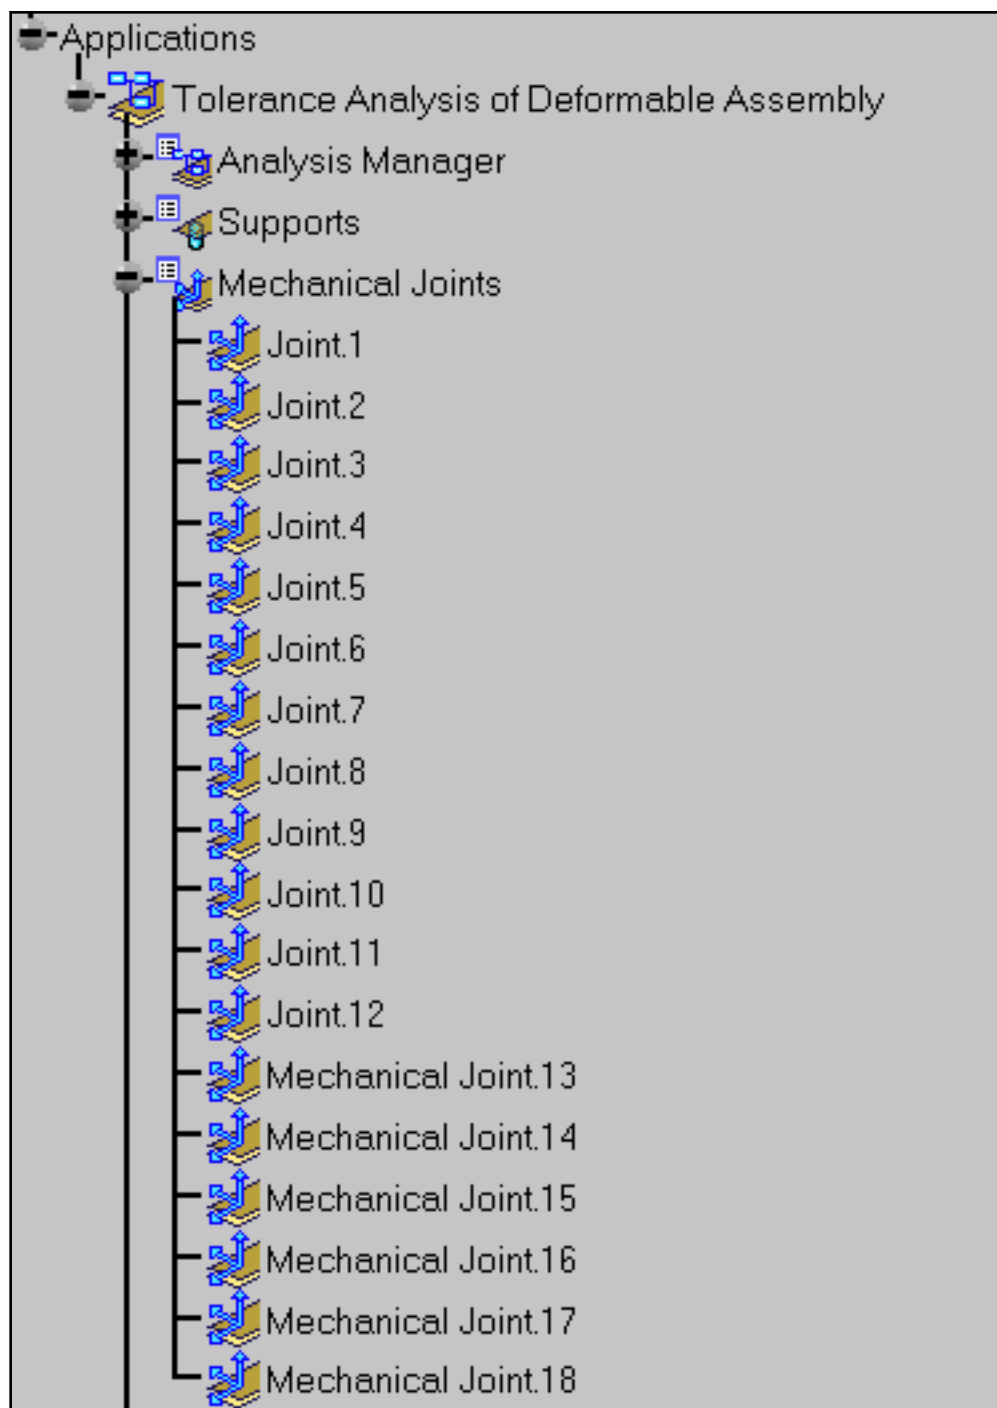 Applications
Tolerance Analysis of Deformable Assembly
Analysis Manager
Supports
Mechanical Joints
Joint.1
Joint.2
Joint.3
Joint.4
Joint.5
Joint.6
Joint.7
Joint.8
Joint.9
Joint.10
Joint.11
Joint.12
Mechanical Joint.13
Mechanical Joint.14
Mechanical Joint.15
Mechanical Joint.16
Mechanical Joint.17
Mechanical Joint.18